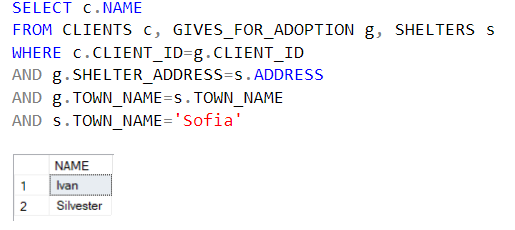 SELECT c.NAME
FROM CLIENTS c, GIVES_FOR_ADOPTION g, SHELTERS s
WHERE c.CLIENT_ID=g.CLIENT_ID
AND g.SHELTER_ADDRESS=s.ADDRESS
AND g.TOWN_NAME=s.TOWN_NAME
AND s.TOWN_NAME='Sofia'
NAME
1 Ivan
2 Silvester